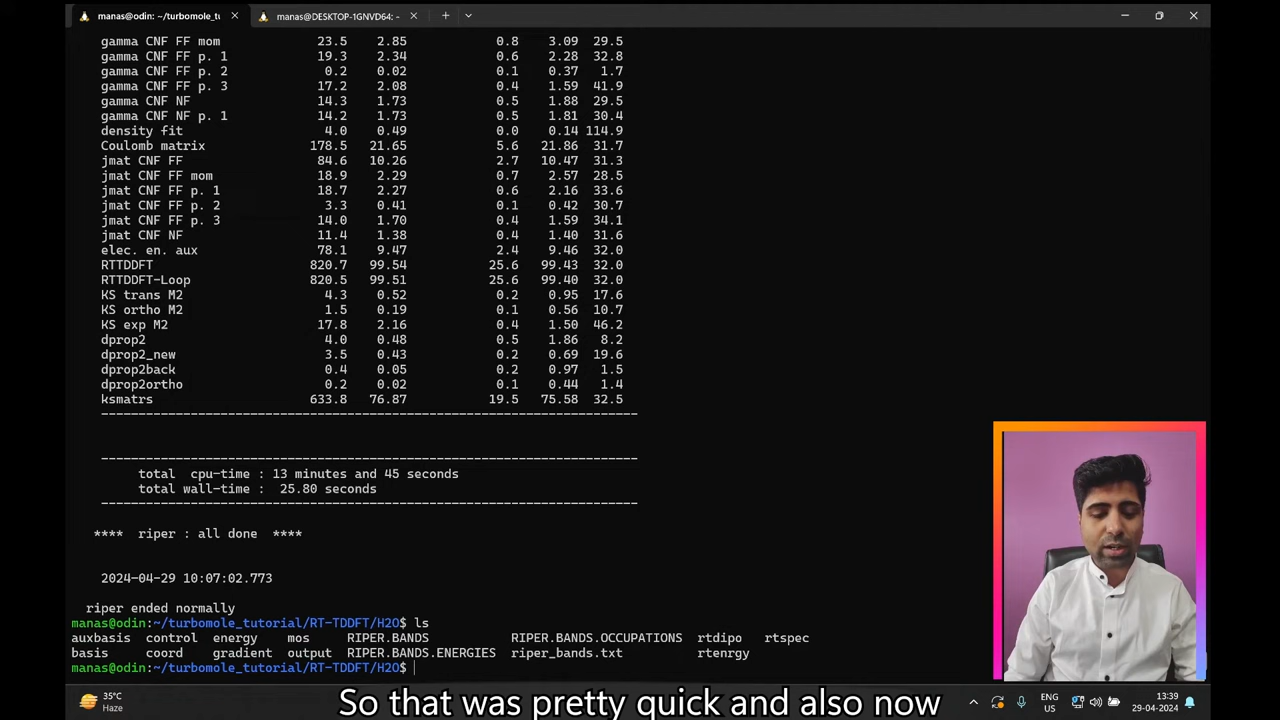 manas@odin: ~/turbomole_tu
manas@DESKTOP-1GNVD64: ~
gamma CNF FF mom 23.5 2.85 0.8 3.09 29.5
gamma CNF FF p. 1 19.3 2.34 0.6 2.28 32.8
gamma CNF FF p. 2 0.2 0.02 0.1 0.37 1.7
gamma CNF FF p. 3 17.2 2.08 0.4 1.59 41.9
gamma CNF NF 14.3 1.73 0.5 1.88 29.5
gamma CNF NF p. 1 14.2 1.73 0.5 1.81 30.4
density fit 4.0 0.49 0.0 0.14 114.9
Coulomb matrix 178.5 21.65 5.6 21.86 31.7
jmat CNF FF 84.6 10.26 2.7 10.47 31.3
jmat CNF FF mom 18.9 2.29 0.7 2.57 28.5
jmat CNF FF p. 1 18.7 2.27 0.6 2.16 33.6
jmat CNF FF p. 2 3.3 0.41 0.1 0.42 30.7
jmat CNF FF p. 3 14.0 1.70 0.4 1.59 34.1
jmat CNF NF 11.4 1.38 0.4 1.40 31.6
elec. en. aux 78.1 9.47 2.4 9.46 32.0
RTTDDFT 820.7 99.54 25.6 99.43 32.0
RTTDDFT-Loop 820.5 99.51 25.6 99.40 32.0
KS trans M2 4.3 0.52 0.2 0.95 17.6
KS ortho M2 1.5 0.19 0.1 0.56 10.7
KS exp M2 17.8 2.16 0.4 1.50 46.2
dprop2 4.0 0.48 0.5 1.86 8.2
dprop2_new 3.5 0.43 0.2 0.69 19.6
dprop2back 0.4 0.05 0.2 0.97 1.5
dprop2ortho 0.2 0.02 0.1 0.44 1.4
ksmatrs 633.8 76.87 19.5 75.58 32.5
------------------------------------------------------------------------
------------------------------------------------------------------------
total cpu-time : 13 minutes and 45 seconds
total wall-time : 25.80 seconds
------------------------------------------------------------------------
**** riper : all done ****
2024-04-29 10:07:02.773
riper ended normally
manas@odin:~/turbomole_tutorial/RT-TDDFT/H2O$ ls
auxbasis control energy mos RIPER.BANDS RIPER.BANDS.OCCUPATIONS rtdipo rtspec
basis coord gradient output RIPER.BANDS.ENERGIES riper_bands.txt rtenrgy
manas@odin:~/turbomole_tutorial/RT-TDDFT/H2O$
35°C
Haze
ENG
US
13:39
29-04-2024
So that was pretty quick and also now